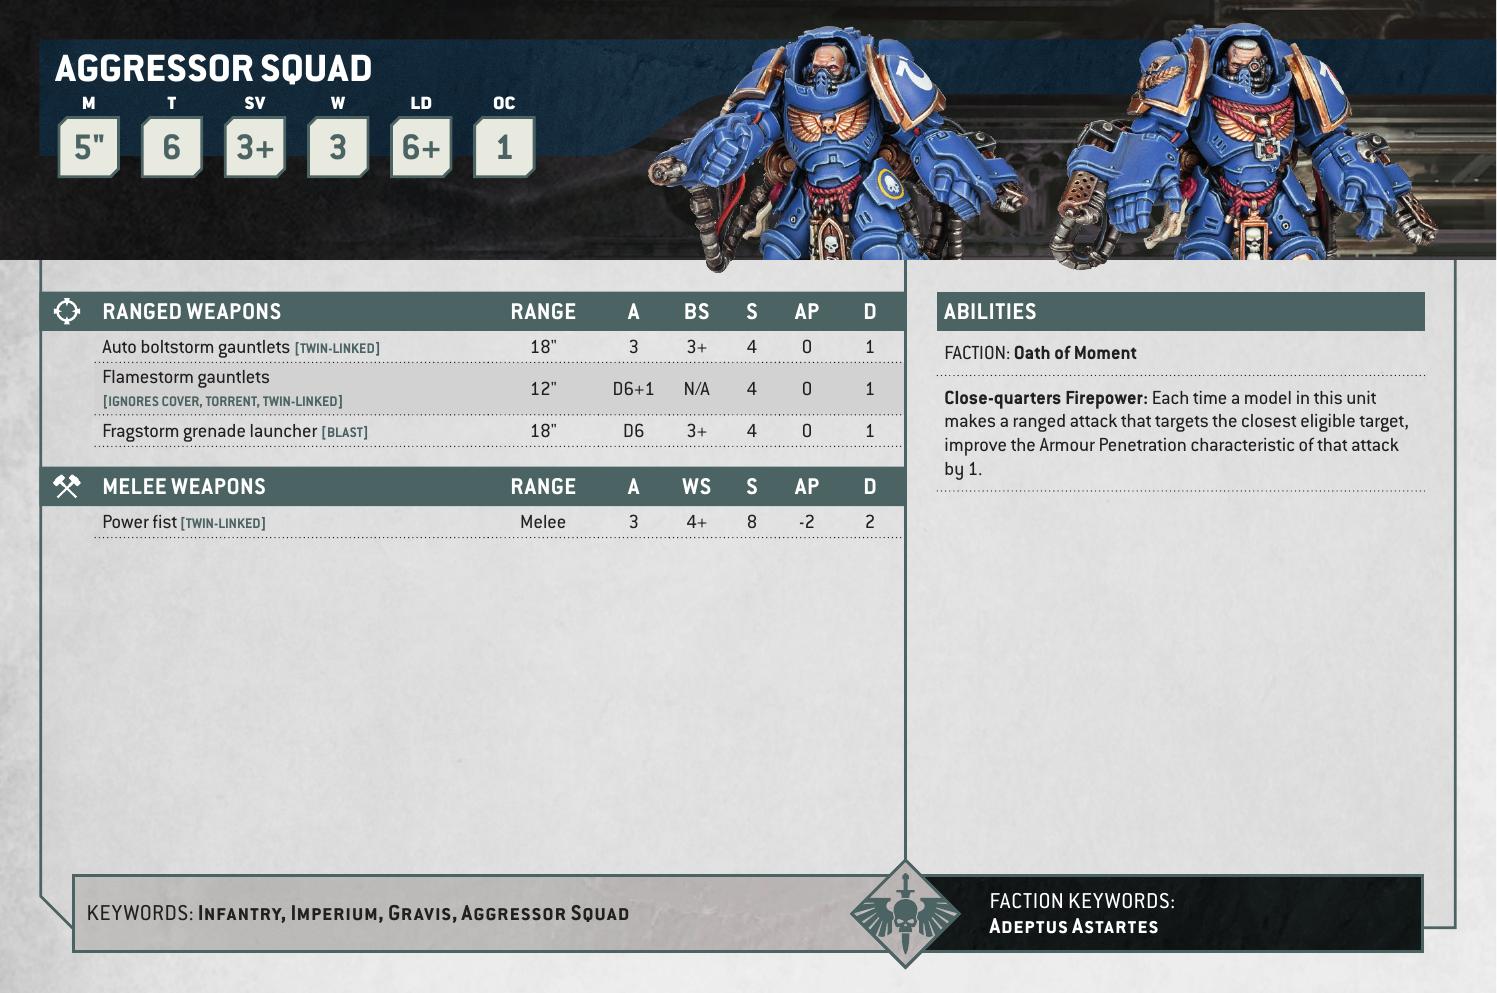 AGGRESSOR SQUAD
M T SV W LD OC
5" 6 3+ 3 6+ 1
RANGED WEAPONS RANGE A BS S AP D
Auto boltstorm gauntlets [TWIN-LINKED] 18" 3 3+ 4 0 1
Flamestorm gauntlets
[IGNORES COVER, TORRENT, TWIN-LINKED] 12" D6+1 N/A 4 0 1
Fragstorm grenade launcher [BLAST] 18" D6 3+ 4 0 1
MELEE WEAPONS RANGE A WS S AP D
Power fist [TWIN-LINKED] Melee 3 4+ 8 -2 2
ABILITIES
FACTION: Oath of Moment
Close-quarters Firepower: Each time a model in this unit
makes a ranged attack that targets the closest eligible target,
improve the Armour Penetration characteristic of that attack
by 1.
KEYWORDS: INFANTRY, IMPERIUM, GRAVIS, AGGRESSOR SQUAD
FACTION KEYWORDS:
ADEPTUS ASTARTES